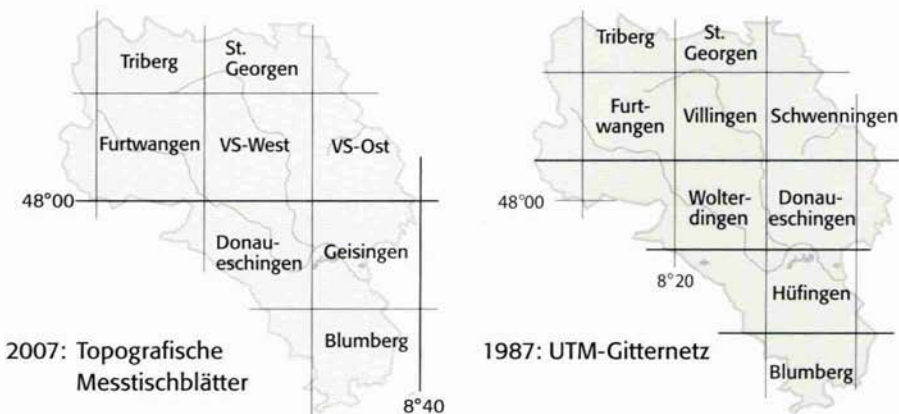 Triberg
St.
Georgen
Furtwangen
VS-West
VS-Ost
48°00
Donau-
eschingen
Geisingen
Blumberg
2007: Topografische
Messtischblätter
8°40
Triberg
St.
Georgen
Furt-
wangen
Villingen
Schwenningen
48°00
Wolter-
dingen
Donau-
eschingen
8°20
Hüfingen
1987: UTM-Gitternetz
Blumberg